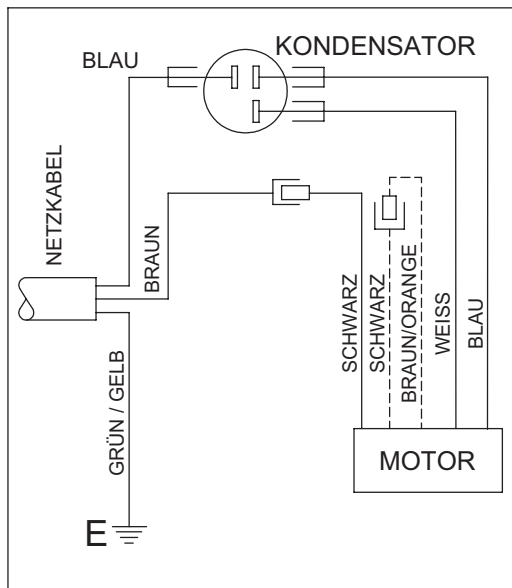 KONDENSATOR
BLAU
NETZKABEL
BRAUN
GRÜN / GELB
E
SCHWARZ
SCHWARZ
BRAUN/ORANGE
WEISS
BLAU
MOTOR